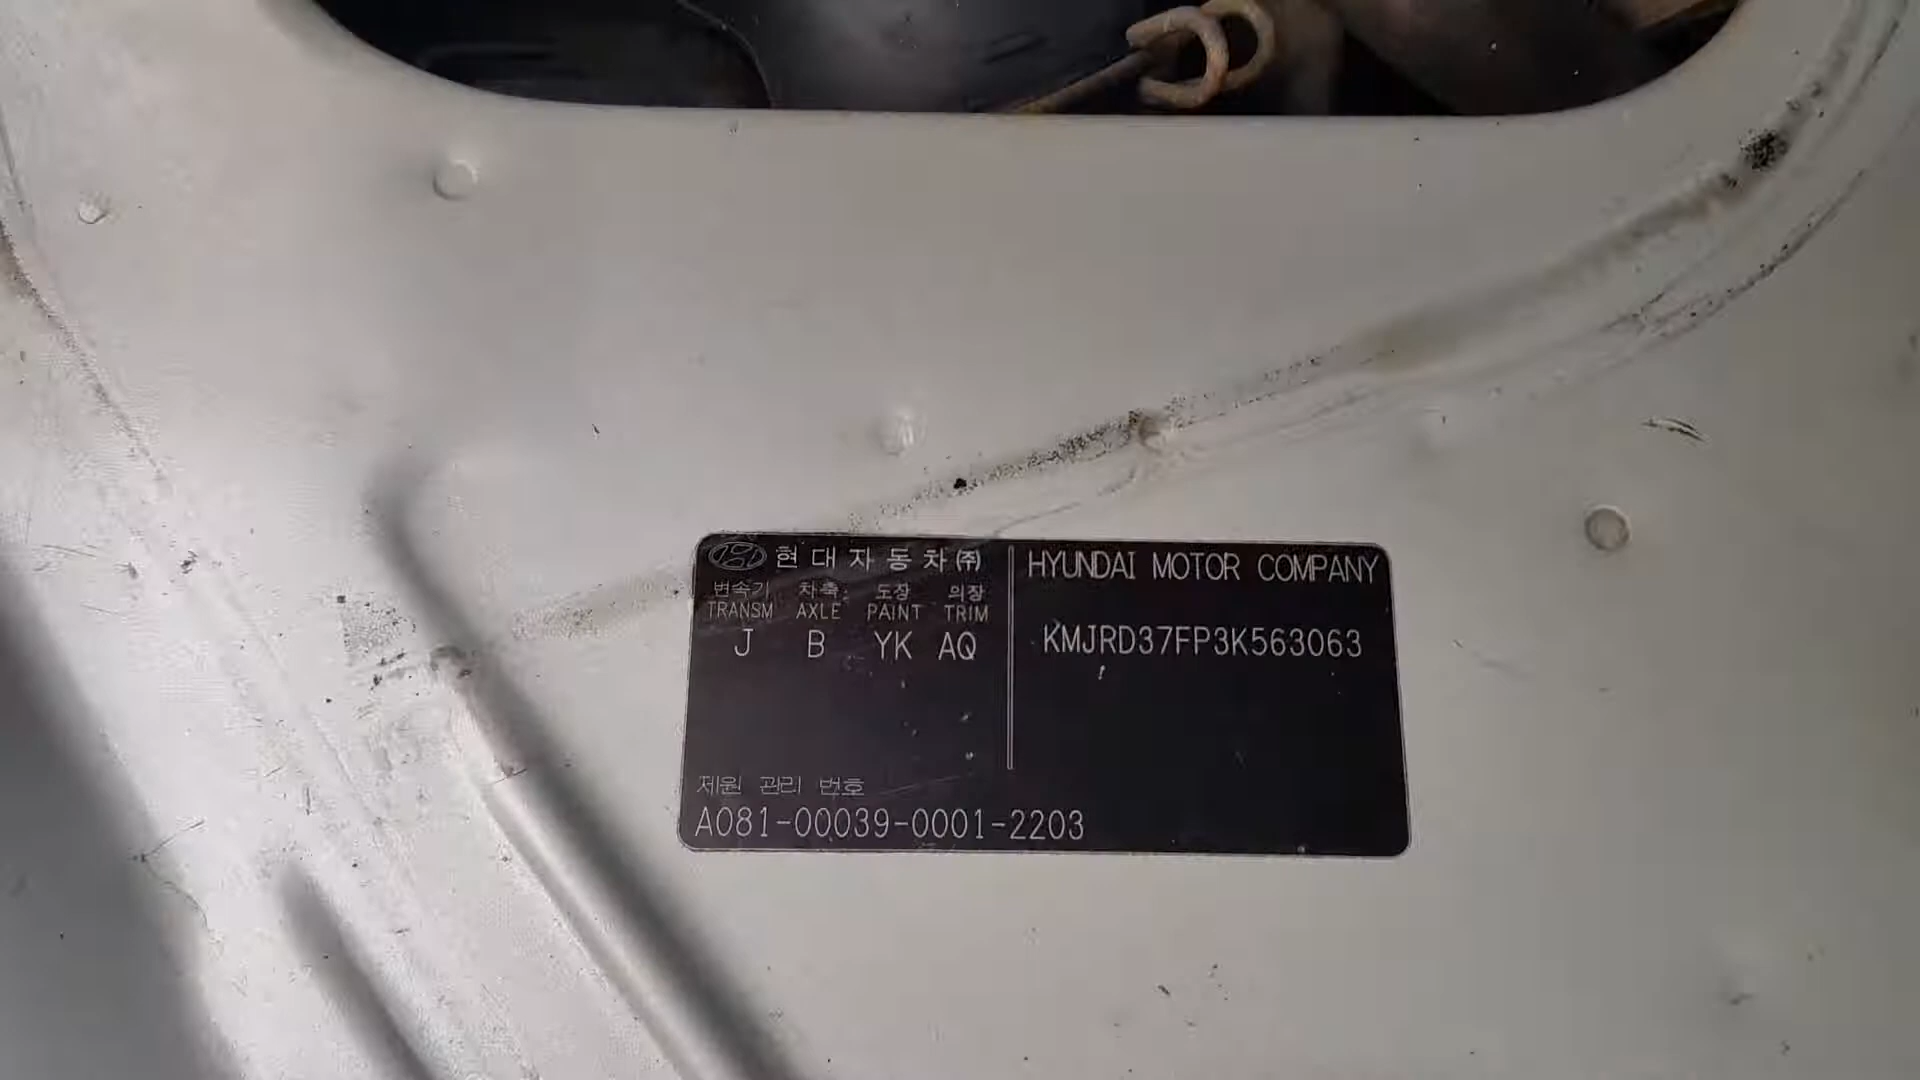 현대자동차(주)
변속기 차축 도장 의장
TRANSM AXLE PAINT TRIM
J B YK AQ
HYUNDAI MOTOR COMPANY
KMJRD37FP3K563063
제원 관리 번호
A081-00039-0001-2203